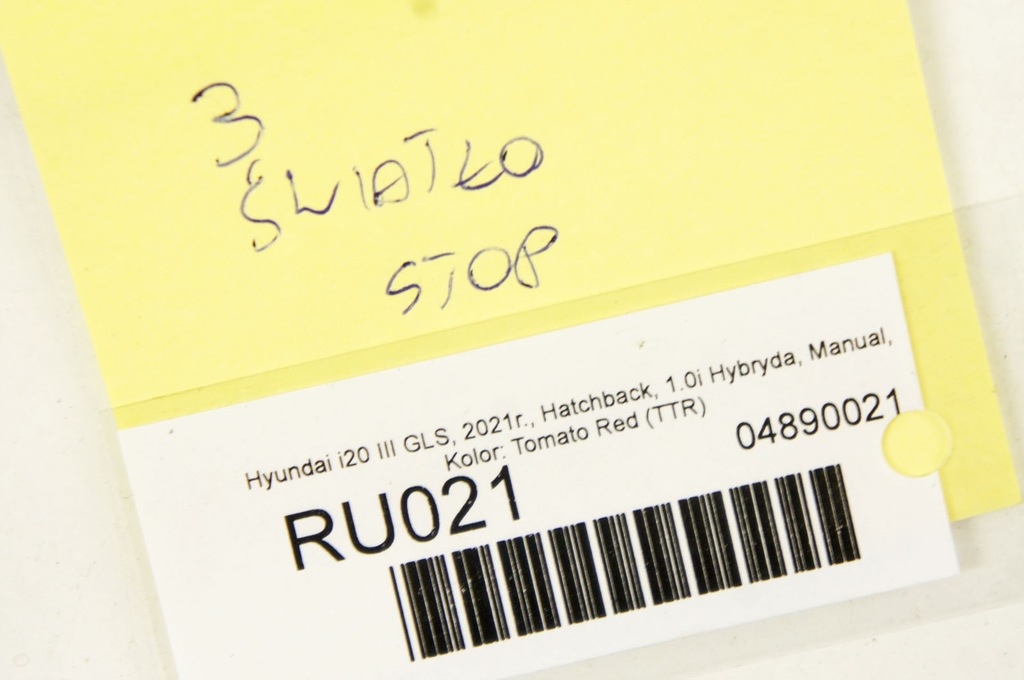 3
ŚWIATŁO
STOP
Hyundai i20 III GLS, 2021r., Hatchback, 1.0i Hybryda, Manual,
Kolor: Tomato Red (TTR)
04890021
RU021